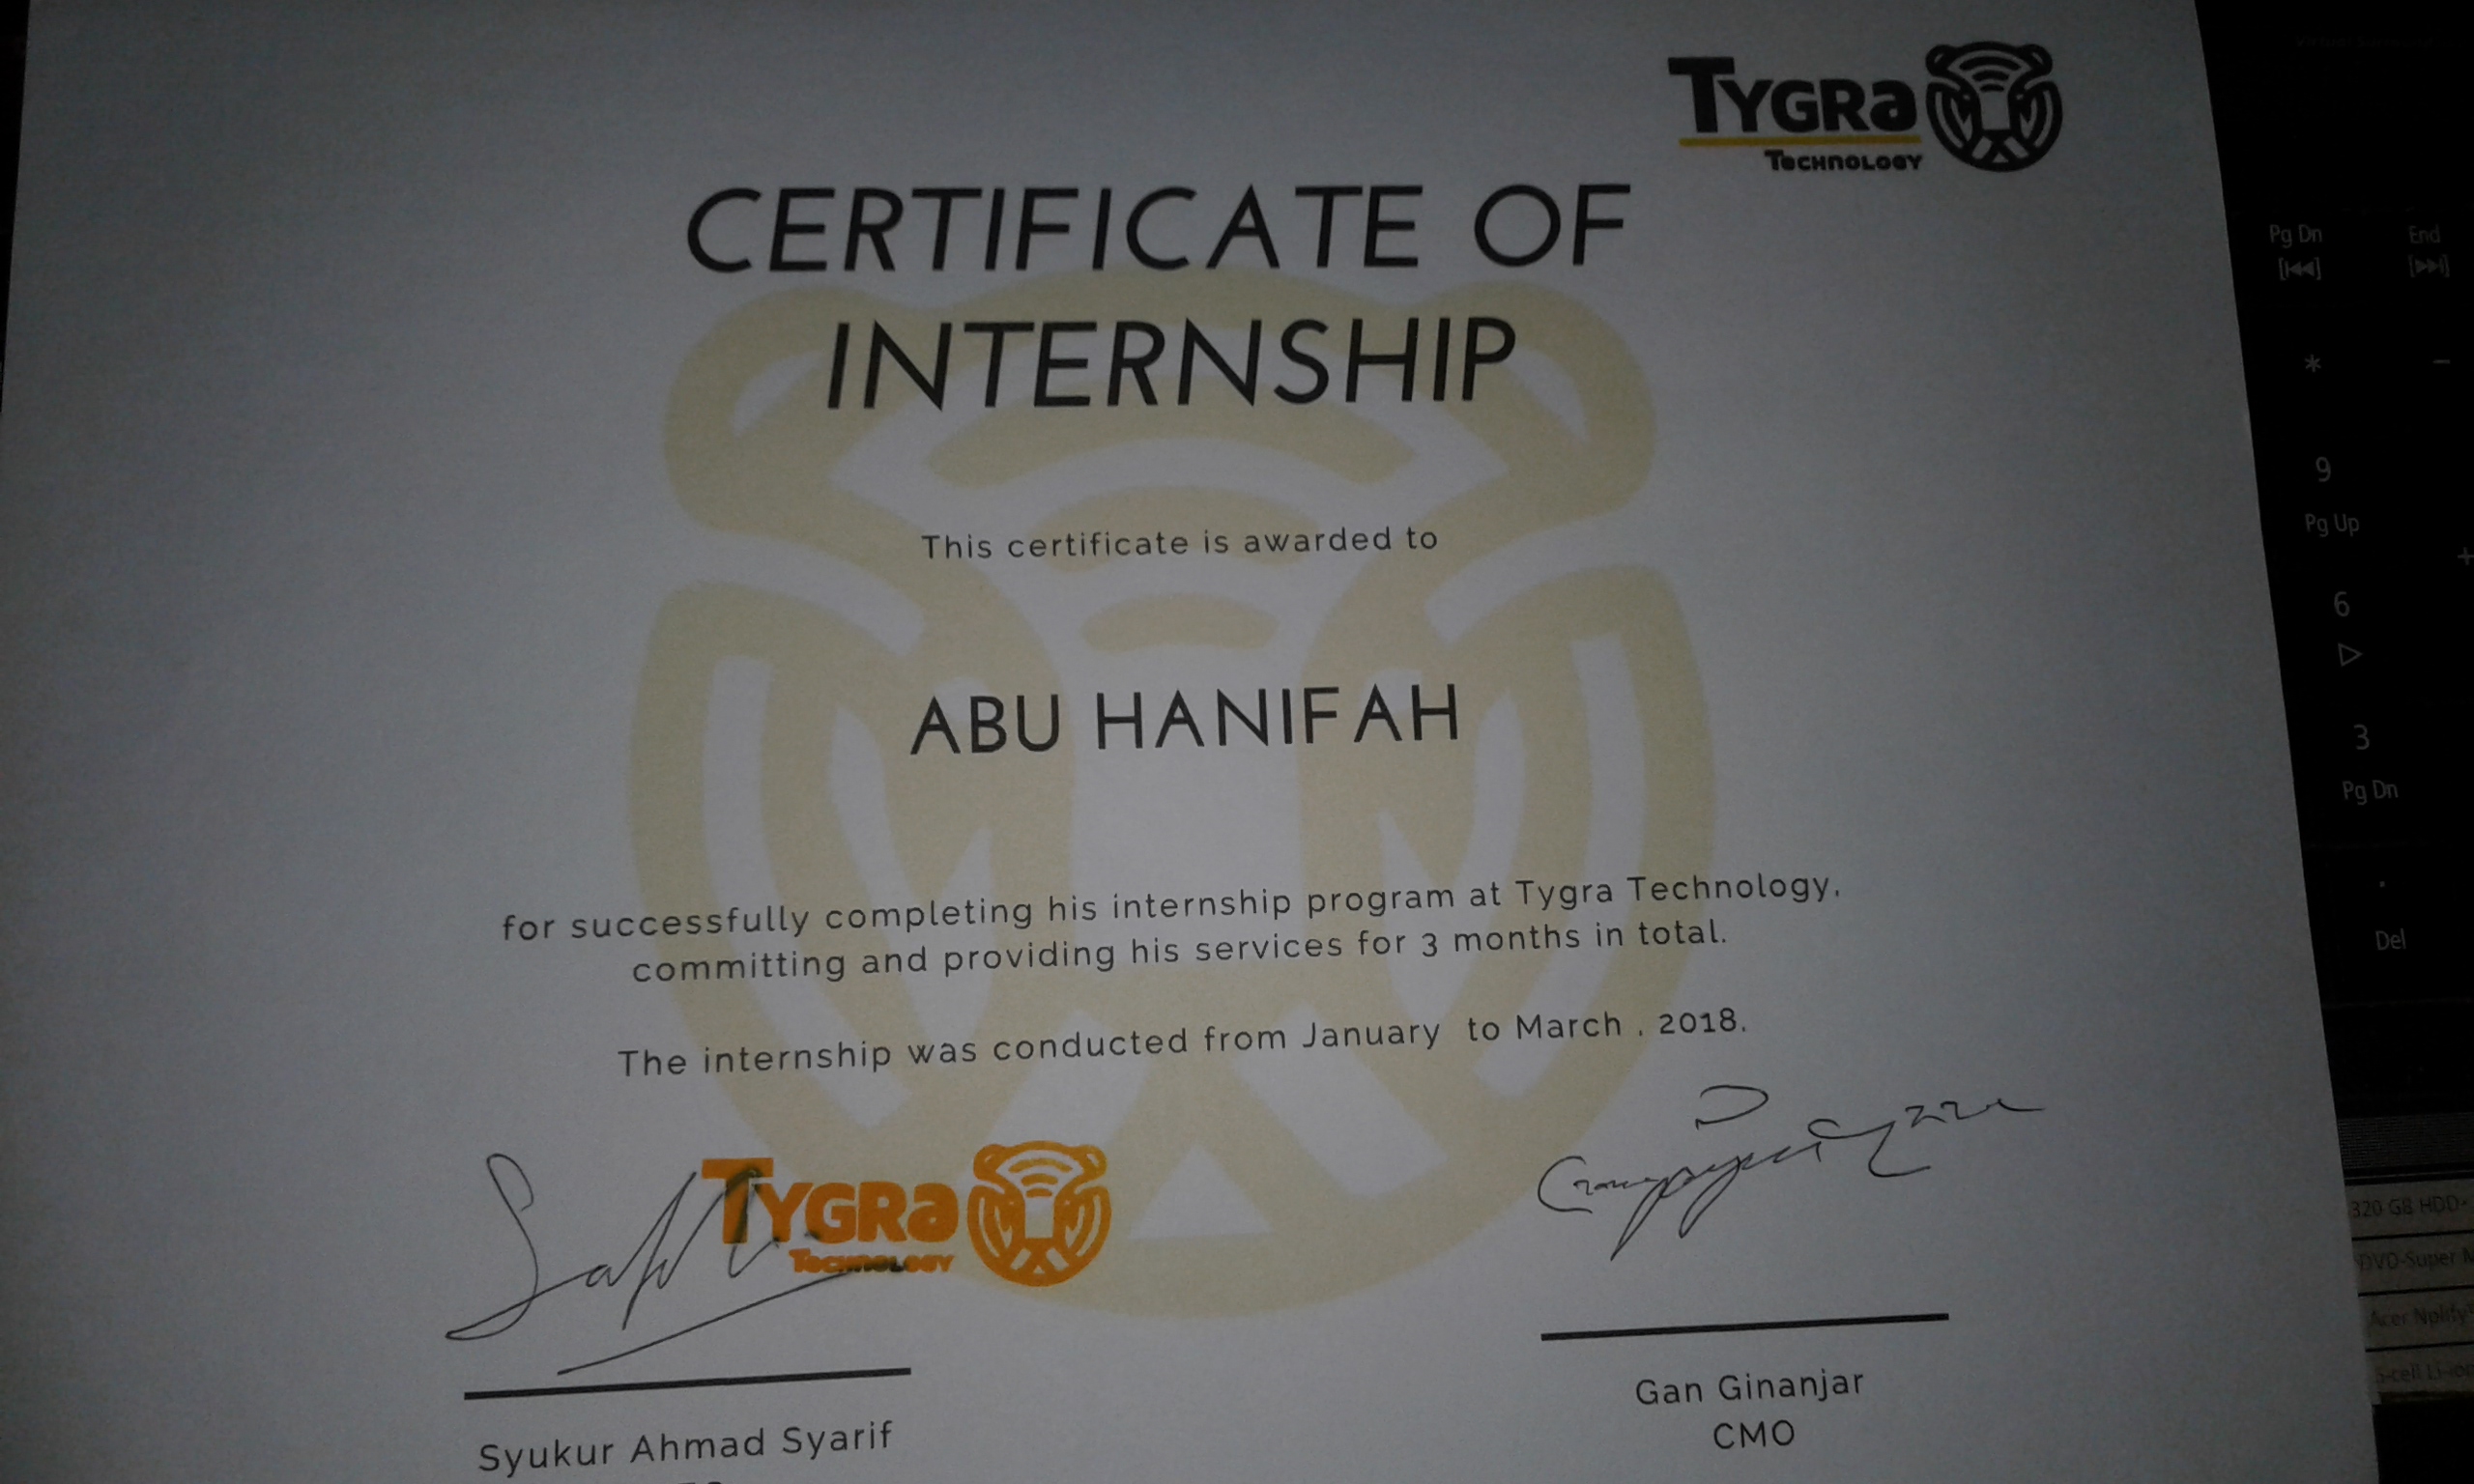 TYGRa
TECHNOLOGY
CERTIFICATE OF
INTERNSHIP
This certificate is awarded to
ABU HANIFAH
for successfully completing his internship program at Tygra Technology,
committing and providing his services for 3 months in total.
The internship was conducted from January  to March , 2018.
TYGRa
TECHNOLOGY
Syukur Ahmad Syarif
Gan Ginanjar
CMO
Pg Dn
End
*
-
9
Pg Up
+
6
3
Pg Dn
.
Del
320 GB HDD
DVD-Super M
Acer Nplify
6-cell Li-ion